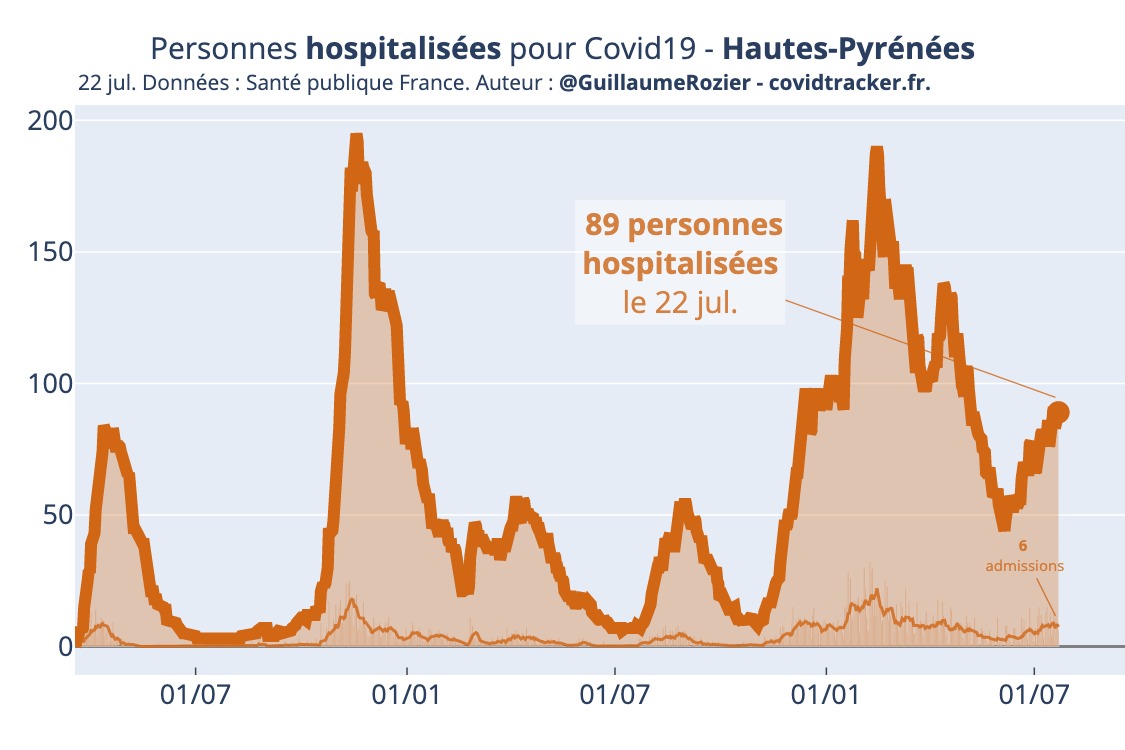 Personnes hospitalisées pour Covid19 - Hautes-Pyrénées
22 jul. Données : Santé publique France. Auteur : @GuillaumeRozier - covidtracker.fr.
200
150
100
50
0
89 personnes
hospitalisées
le 22 jul.
6
admissions
01/07
01/01
01/07
01/01
01/07